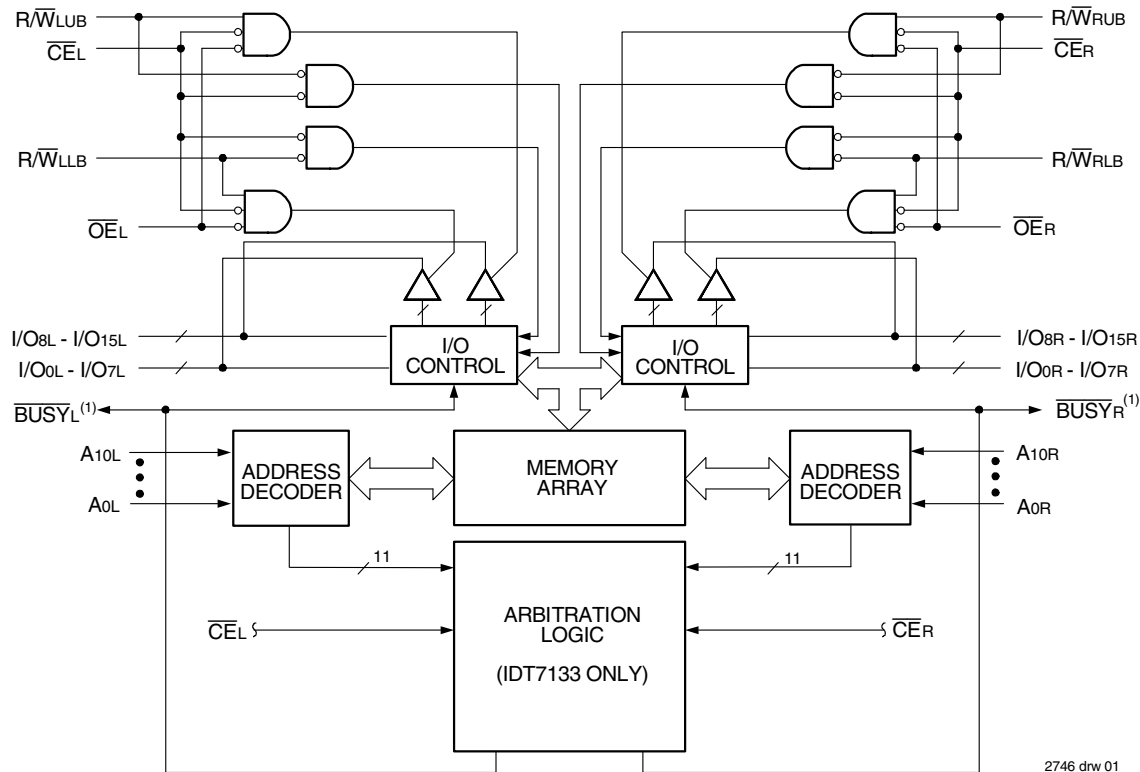 R/W̅LUB
R/W̅RUB
C̅E̅L
C̅E̅R
R/W̅LLB
R/W̅RLB
O̅E̅L
O̅E̅R
I/O8L - I/O15L
I/O CONTROL
I/O CONTROL
I/O8R - I/O15R
I/O0L - I/O7L
I/O0R - I/O7R
B̅U̅S̅Y̅L(1)
B̅U̅S̅Y̅R(1)
A10L
ADDRESS DECODER
MEMORY ARRAY
ADDRESS DECODER
A10R
A0L
A0R
11
11
C̅E̅L
ARBITRATION LOGIC
(IDT7133 ONLY)
C̅E̅R
2746 drw 01